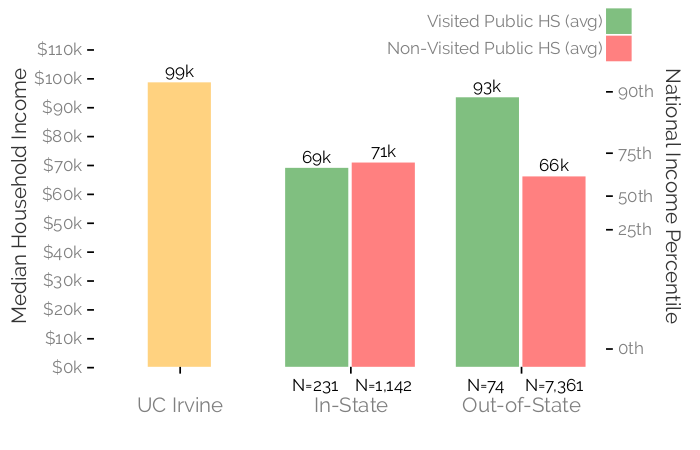 Visited Public HS (avg)
Non-Visited Public HS (avg)
Median Household Income
$110k
$100k
$90k
$80k
$70k
$60k
$50k
$40k
$30k
$20k
$10k
$0k
99k
69k
71k
93k
66k
90th
75th
50th
25th
0th
National Income Percentile
N=231 N=1,142 N=74 N=7,361
UC Irvine In-State Out-of-State